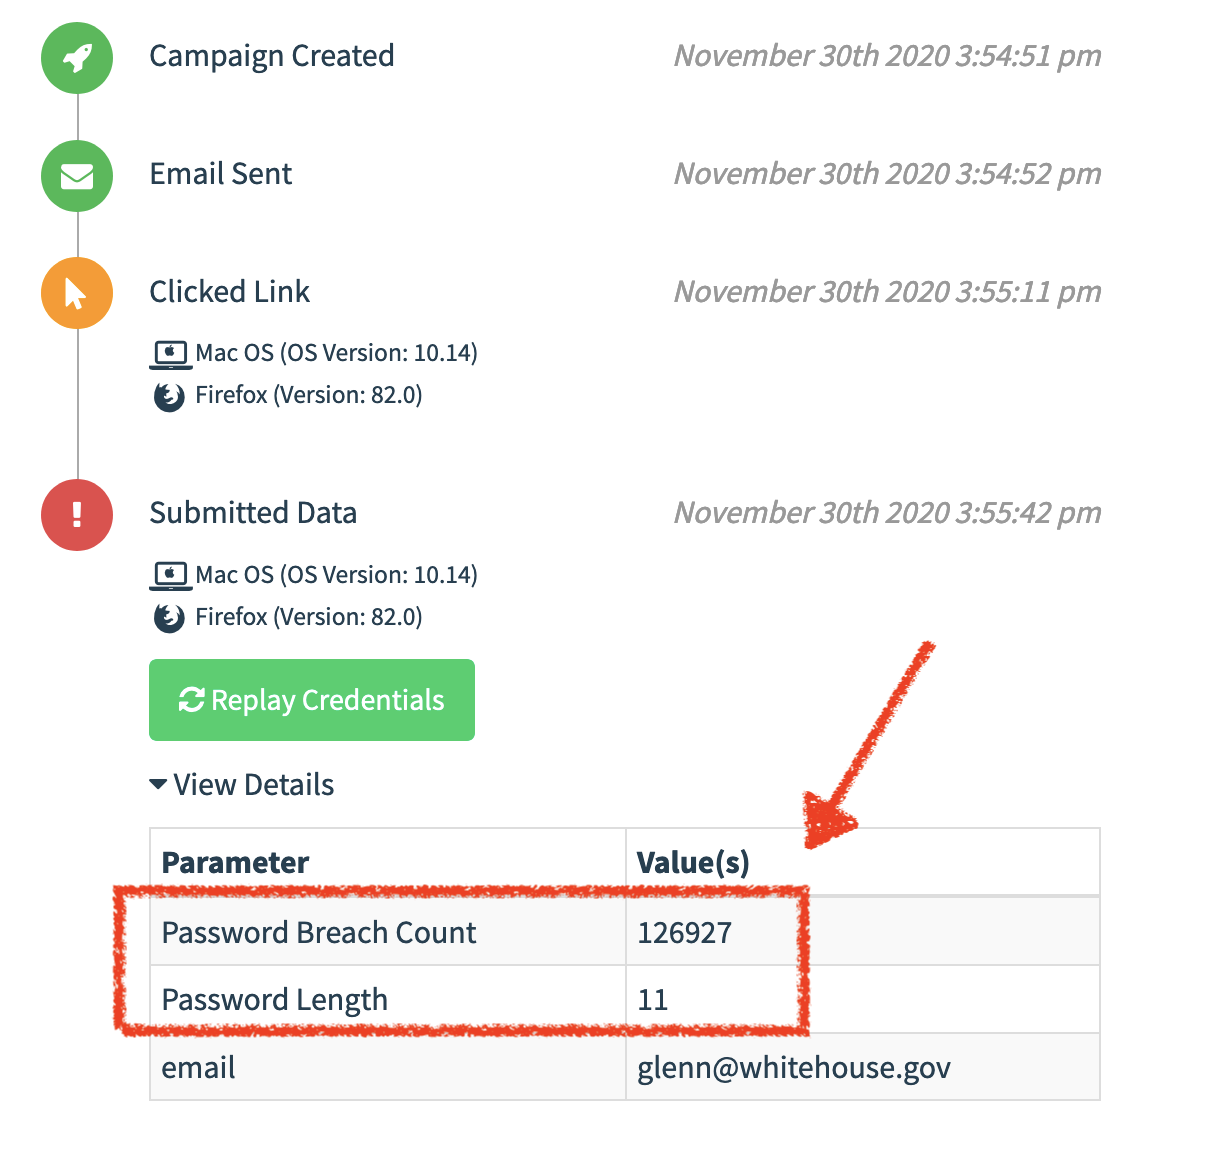 Campaign Created November 30th 2020 3:54:51 pm
Email Sent November 30th 2020 3:54:52 pm
Clicked Link November 30th 2020 3:55:11 pm
Mac OS (OS Version: 10.14)
Firefox (Version: 82.0)
Submitted Data November 30th 2020 3:55:42 pm
Mac OS (OS Version: 10.14)
Firefox (Version: 82.0)
Replay Credentials
View Details
Parameter Value(s)
Password Breach Count 126927
Password Length 11
email glenn@whitehouse.gov